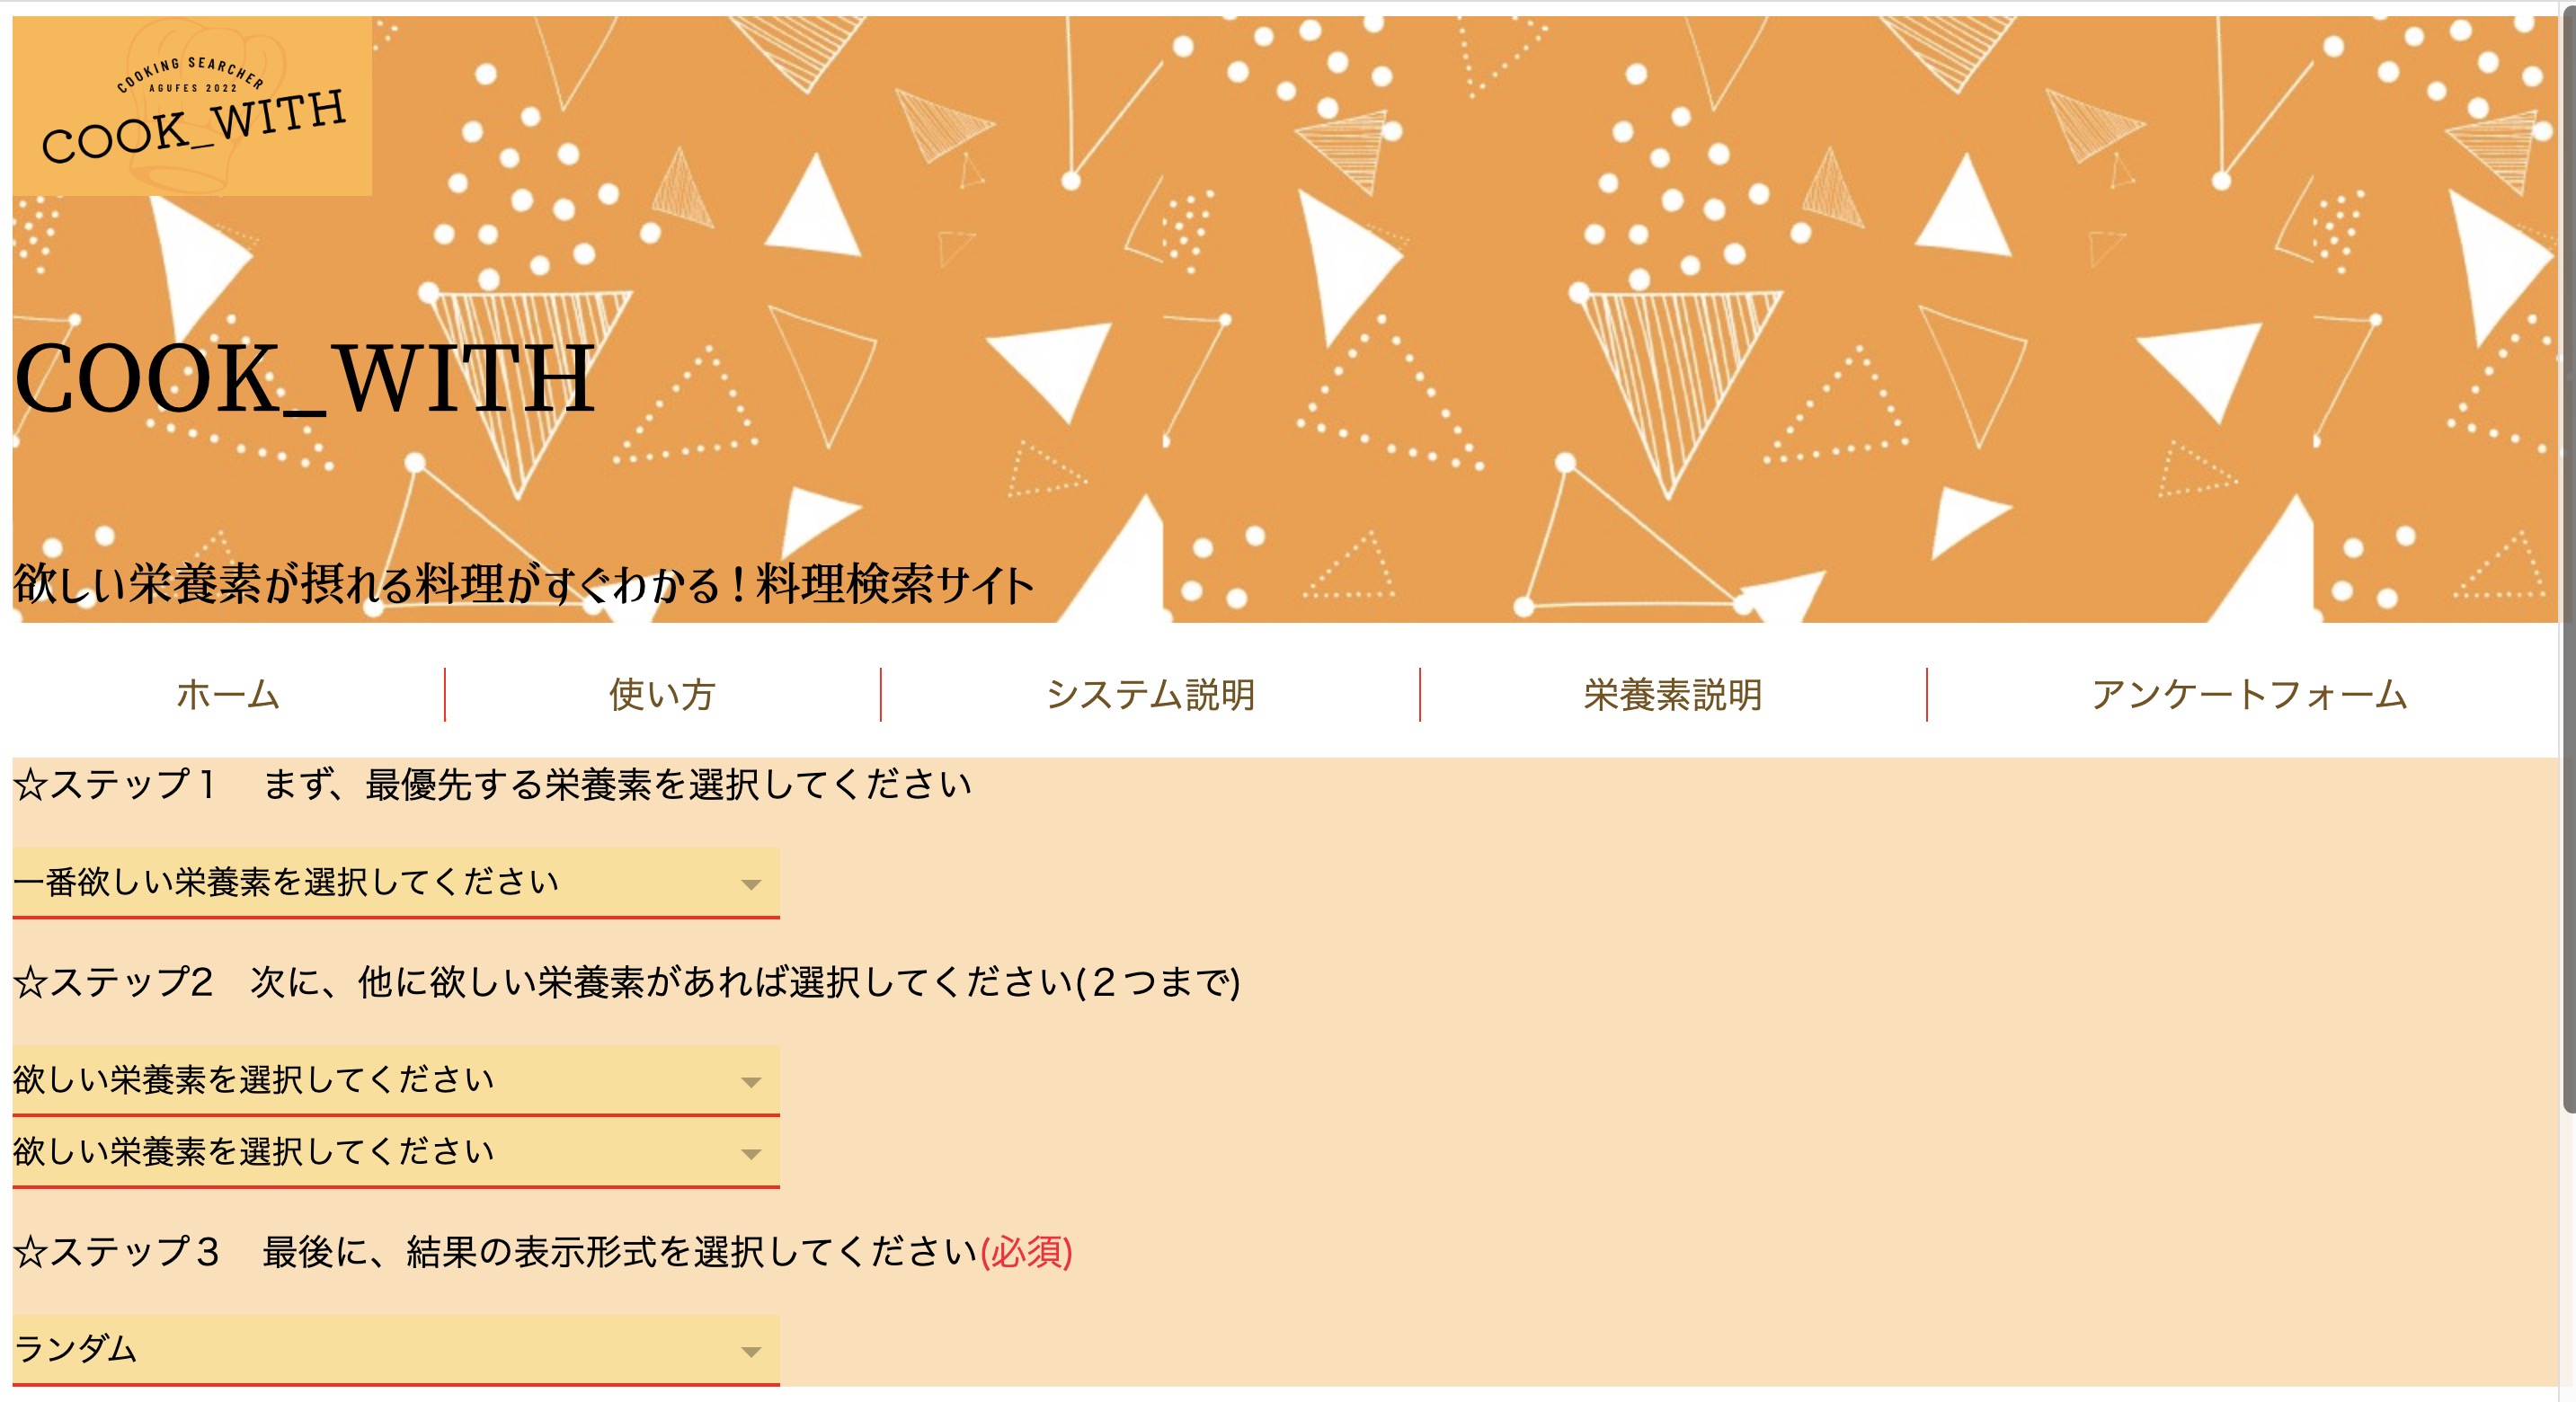 COOKING SEARCHER
AGUFES 2022
COOK_WITH
COOK_WITH
欲しい栄養素が摂れる料理がすぐわかる！料理検索サイト
ホーム
使い方
システム説明
栄養素説明
アンケートフォーム
☆ステップ１　まず、最優先する栄養素を選択してください
一番欲しい栄養素を選択してください
☆ステップ2　次に、他に欲しい栄養素があれば選択してください(２つまで)
欲しい栄養素を選択してください
欲しい栄養素を選択してください
☆ステップ３　最後に、結果の表示形式を選択してください(必須)
ランダム